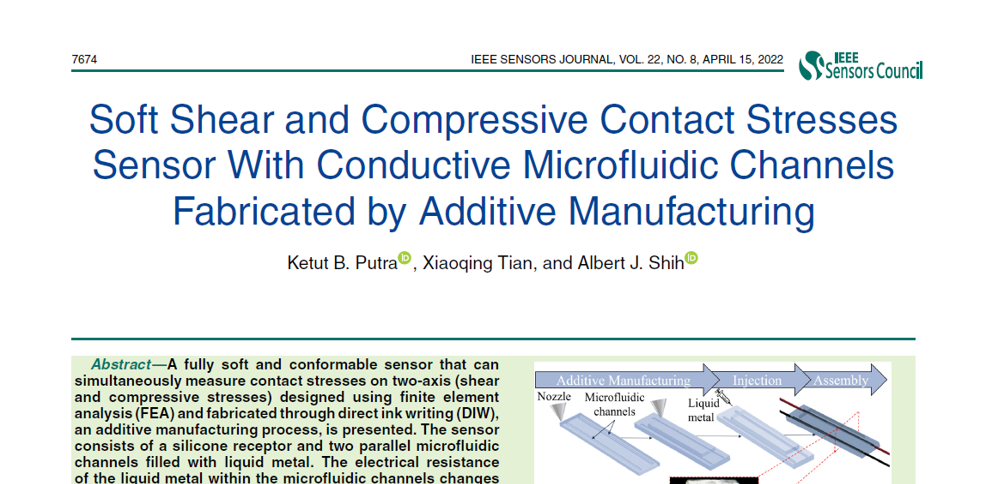 7674
IEEE SENSORS JOURNAL, VOL. 22, NO. 8, APRIL 15, 2022
IEEE
Sensors Council
Soft Shear and Compressive Contact Stresses
Sensor With Conductive Microfluidic Channels
Fabricated by Additive Manufacturing
Ketut B. Putra iD, Xiaoqing Tian, and Albert J. Shih iD
Abstract—A fully soft and conformable sensor that can
simultaneously measure contact stresses on two-axis (shear
and compressive stresses) designed using finite element
analysis (FEA) and fabricated through direct ink writing (DIW),
an additive manufacturing process, is presented. The sensor
consists of a silicone receptor and two parallel microfluidic
channels filled with liquid metal. The electrical resistance
of the liquid metal within the microfluidic channels changes
Additive Manufacturing
Injection
Assembly
Nozzle
Microfluidic
channels
Liquid
metal